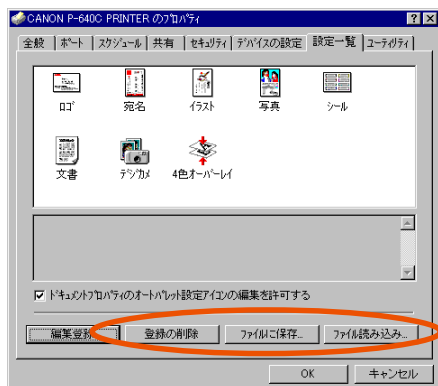 CANON P-640C PRINTER のﾌﾟﾛﾊﾟﾃｨ
全般 ﾎﾟｰﾄ ｽｹｼﾞｭｰﾙ 共有 ｾｷｭﾘﾃｨ ﾃﾞﾊﾞｲｽの設定 設定一覧 ﾕｰﾃｨﾘﾃｨ
ﾛｺﾞ 宛名 ｲﾗｽﾄ 写真 ｼｰﾙ
文書 ﾃﾞｼﾞｶﾒ 4色ｵｰﾊﾞｰﾚｲ
ﾄﾞｷｭﾒﾝﾄﾌﾟﾛﾊﾟﾃｨのｵｰﾄﾊﾟﾚｯﾄ設定ｱｲｺﾝの編集を許可する
編集登録... 登録の削除 ﾌｧｲﾙに保存... ﾌｧｲﾙ読み込み...
OK ｷｬﾝｾﾙ